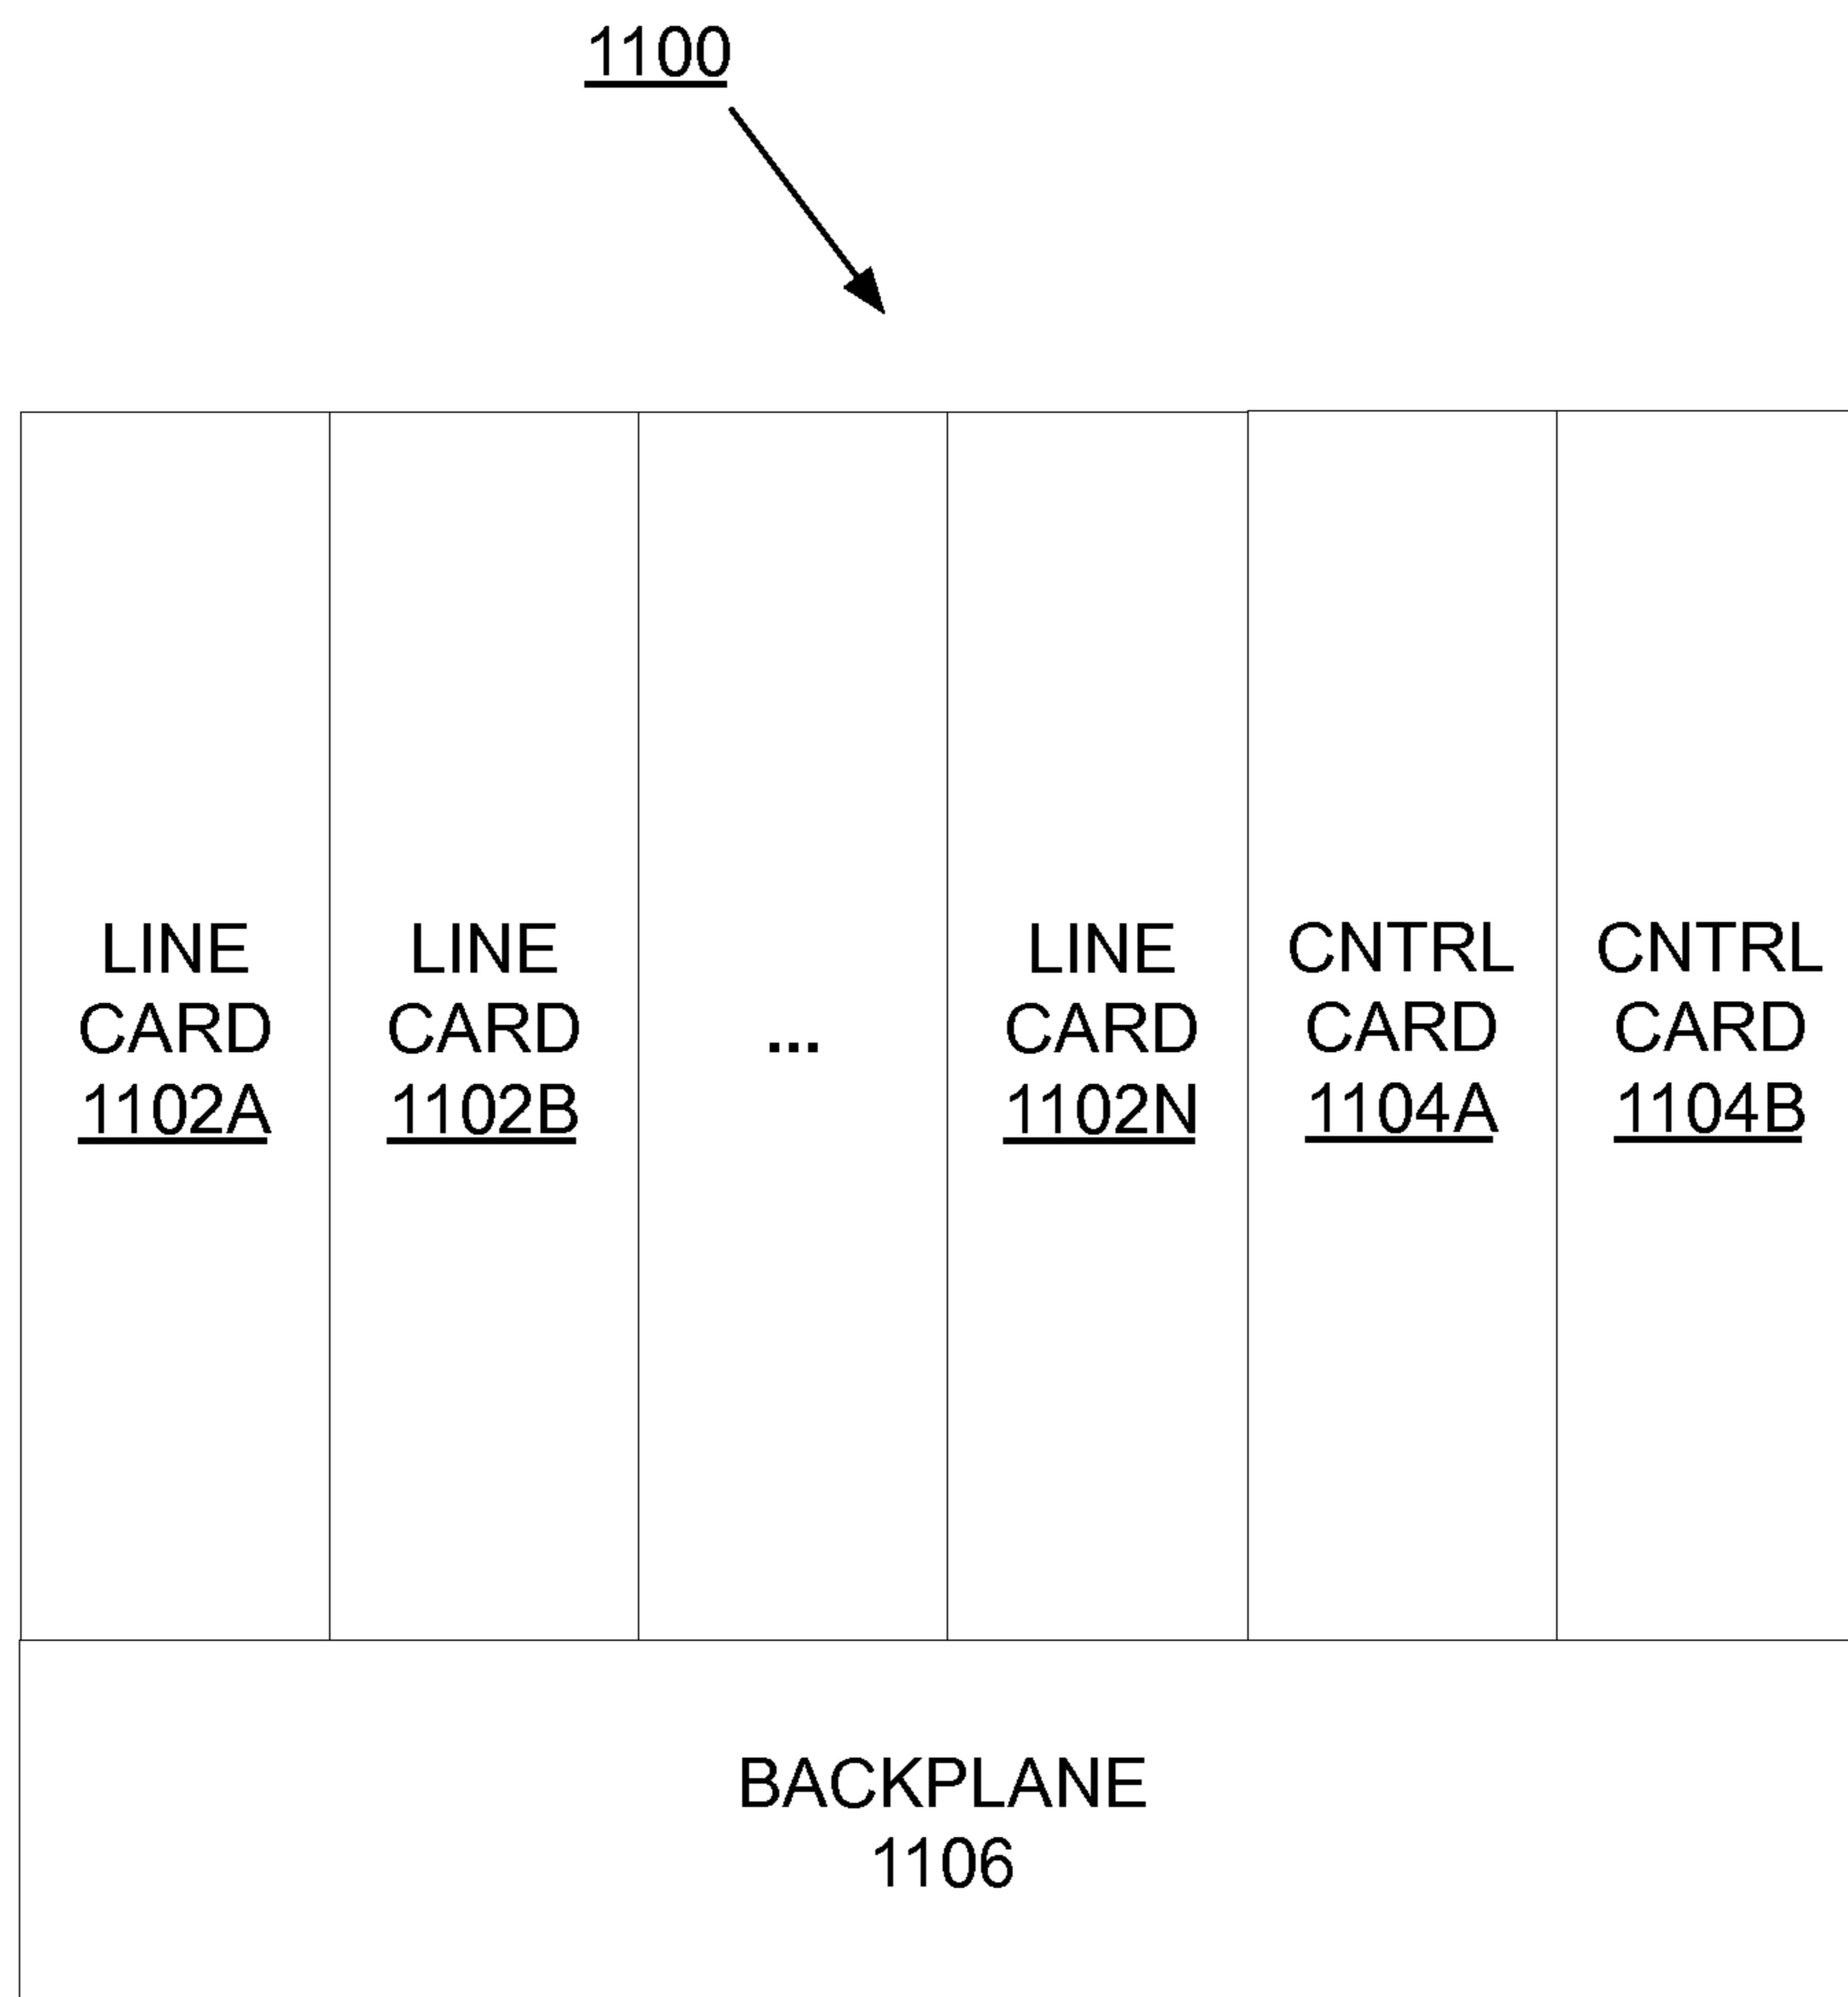 1100
LINE
CARD
1102A
LINE
CARD
1102B
...
LINE
CARD
1102N
CNTRL
CARD
1104A
CNTRL
CARD
1104B
BACKPLANE
1106